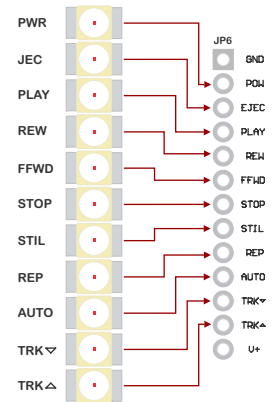 PWR
JEC
PLAY
REW
FFWD
STOP
STIL
REP
AUTO
TRK▽
TRK△
JP6
GND
POW
EJEC
PLAY
REW
FFWD
STOP
STIL
REP
AUTO
TRK▽
TRK△
V+